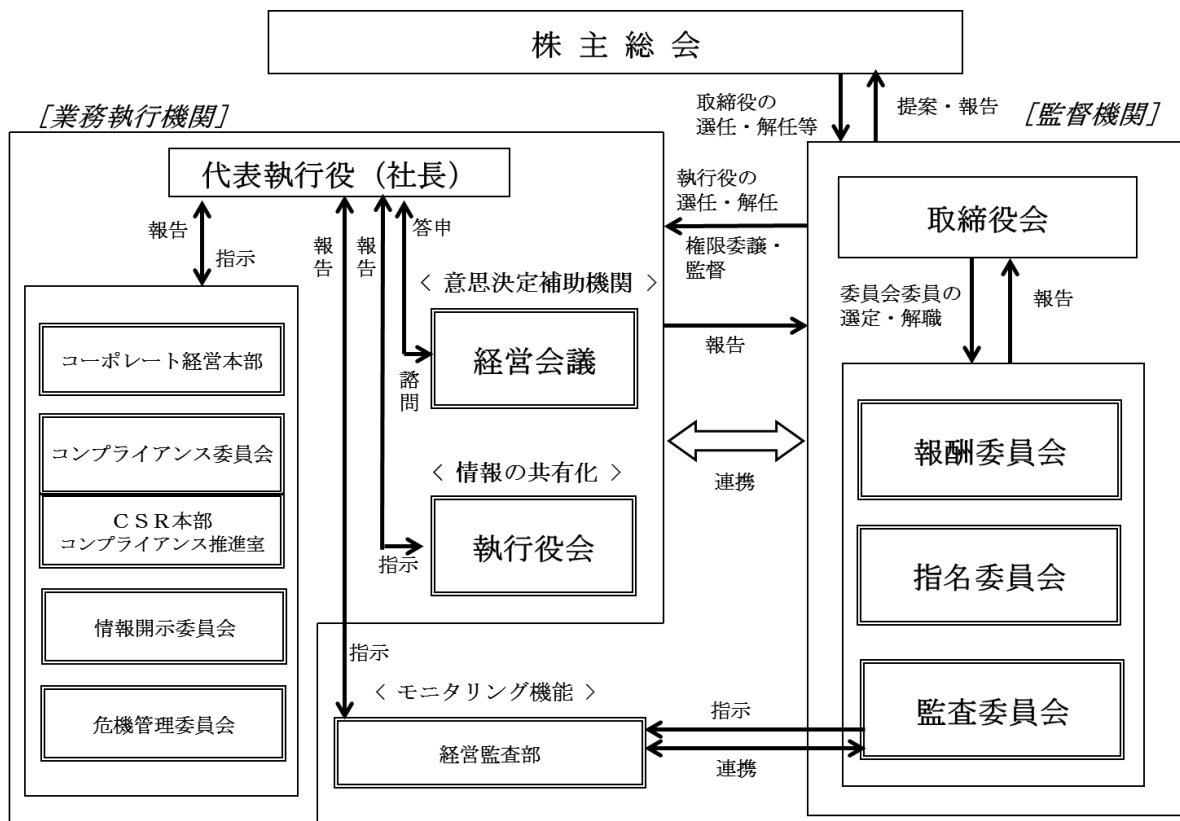 株主総会
取締役の
選任・解任等
提案・報告
[業務執行機関]
[監督機関]
代表執行役（社長）
執行役の
選任・解任
権限委譲・
監督
取締役会
報告
指示
報告
報告
答申
＜ 意思決定補助機関 ＞
経営会議
諮問
報告
委員会委員の
選定・解職
報告
コーポレート経営本部
コンプライアンス委員会
ＣＳＲ本部
コンプライアンス推進室
情報開示委員会
危機管理委員会
＜ 情報の共有化 ＞
執行役会
指示
連携
報酬委員会
指名委員会
監査委員会
指示
＜ モニタリング機能 ＞
経営監査部
指示
連携